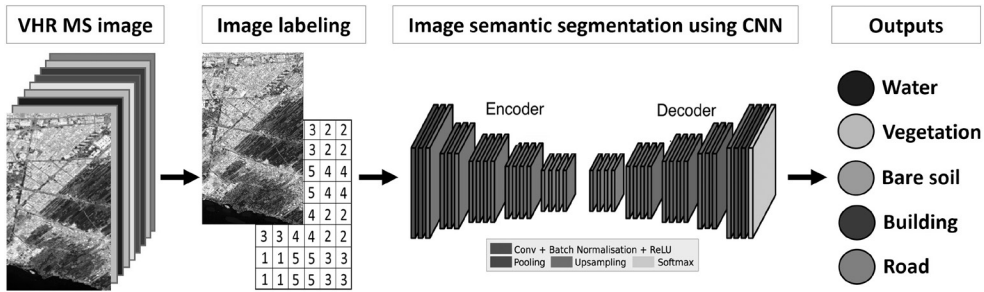 VHR MS image
Image labeling
Image semantic segmentation using CNN
Outputs
Encoder
Decoder
3 2 2
3 2 2
5 4 4
5 4 4
4 2 2
3 3 4 4 2 2
1 1 5 5 3 3
1 1 5 5 3 3
Conv + Batch Normalisation + ReLU
Pooling
Upsampling
Softmax
Water
Vegetation
Bare soil
Building
Road